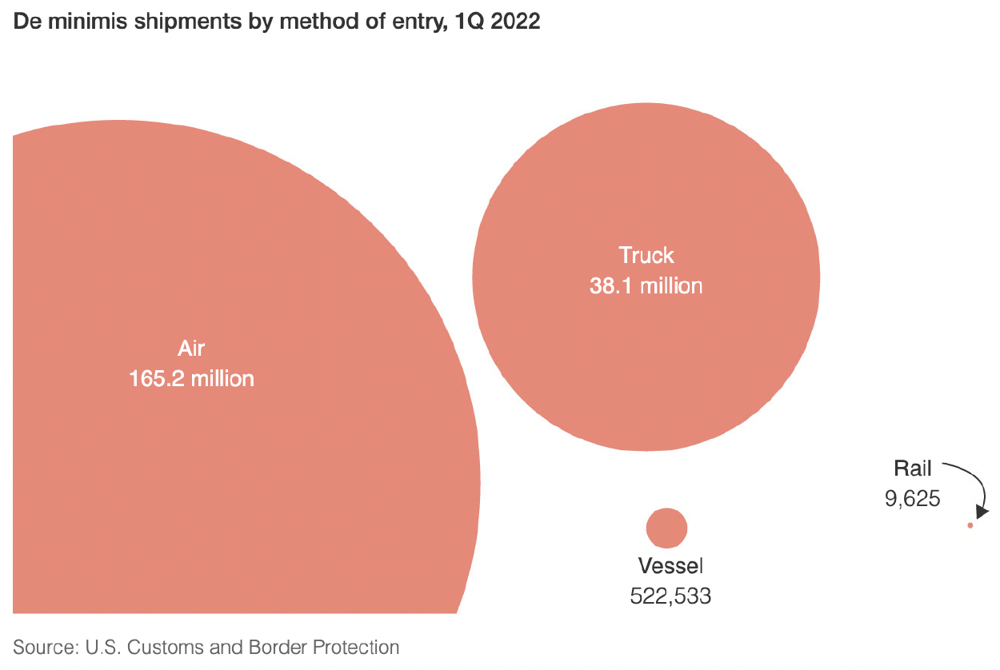 De minimis shipments by method of entry, 1Q 2022
Air
165.2 million
Truck
38.1 million
Rail
9,625
Vessel
522,533
Source: U.S. Customs and Border Protection